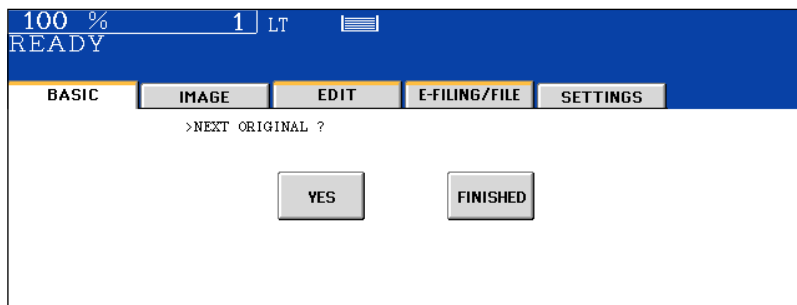 100 % 1 LT
READY
BASIC IMAGE EDIT E-FILING/FILE SETTINGS
>NEXT ORIGINAL ?
YES FINISHED